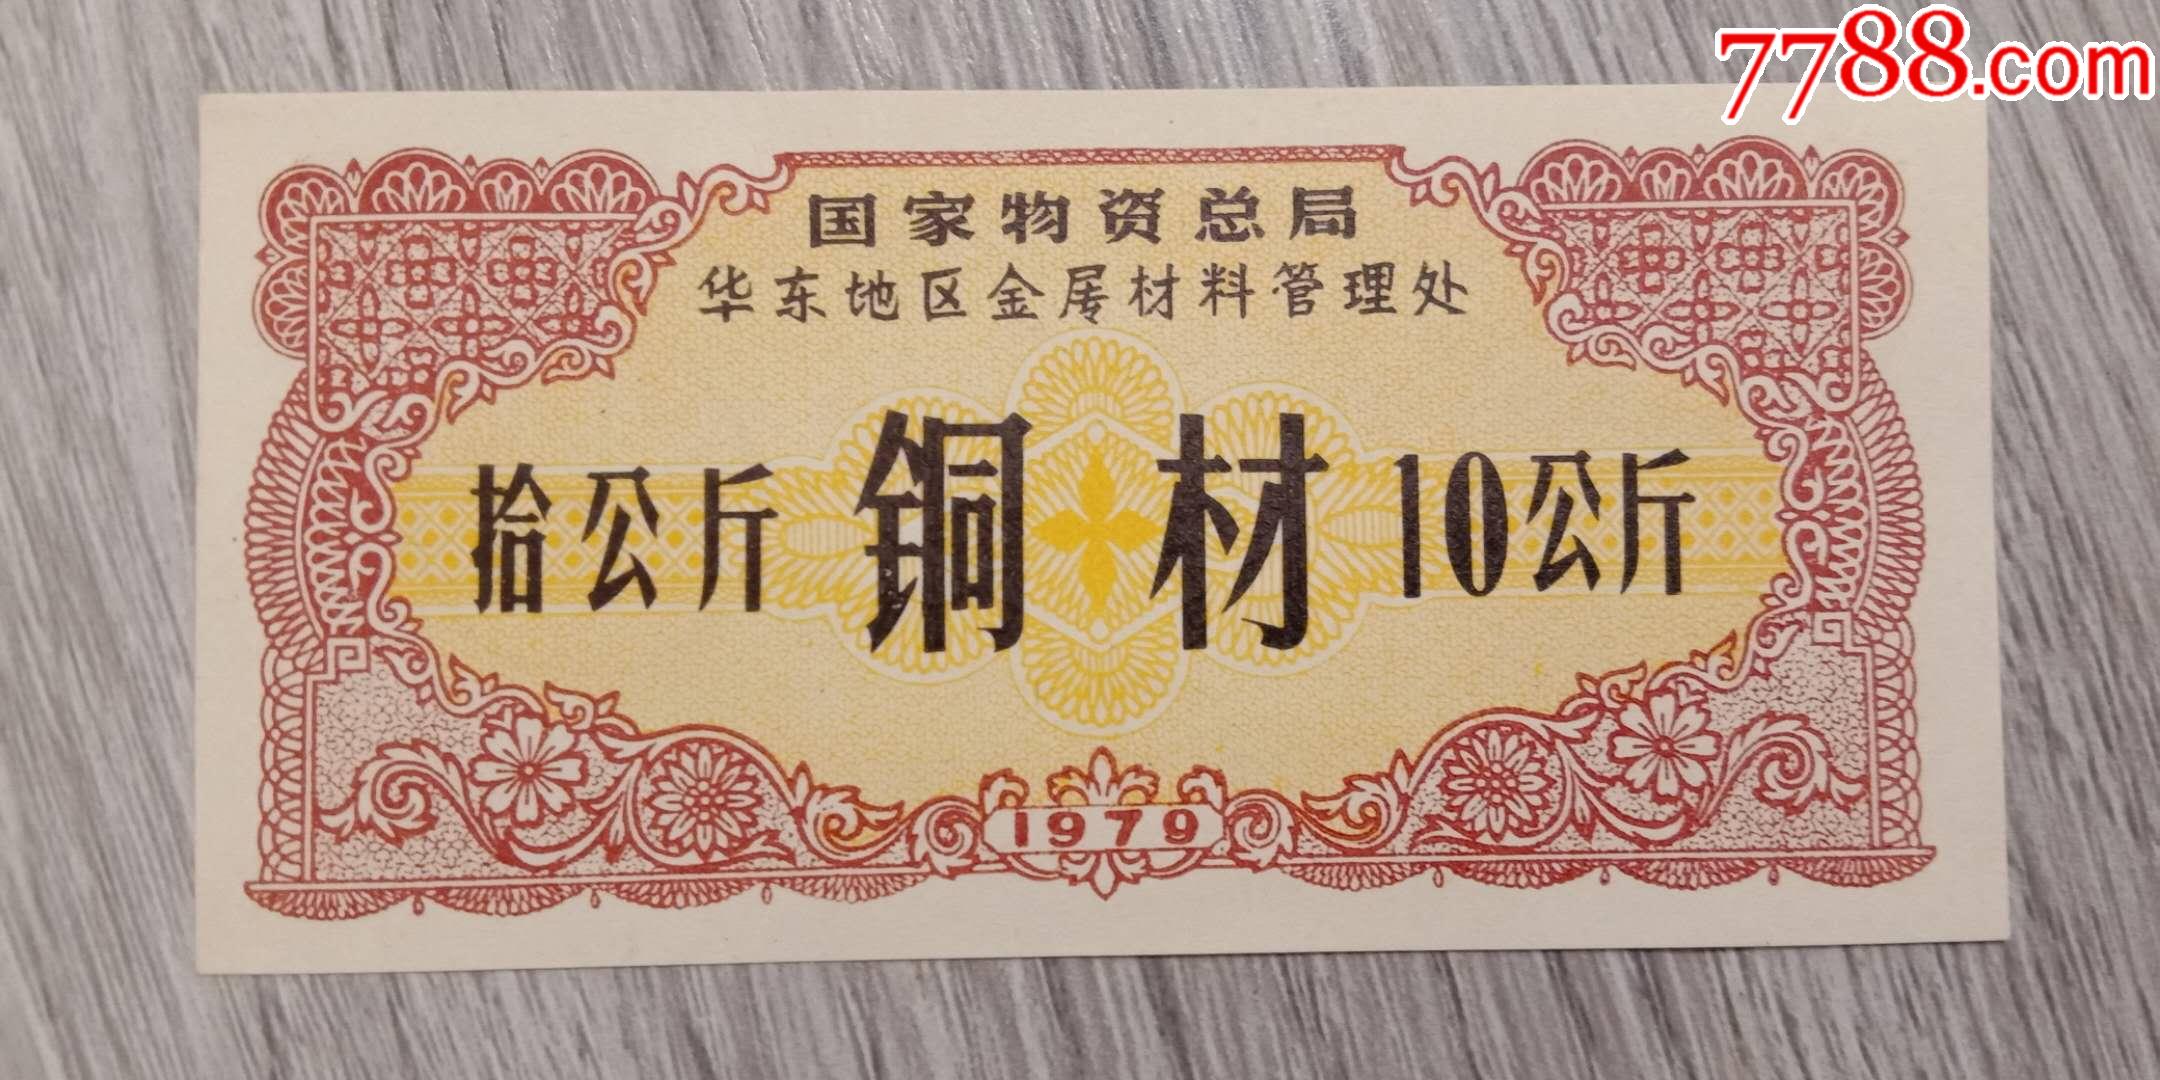 7788.com
国家物资总局
华东地区金属材料管理处
拾公斤 铜材 10公斤
1979